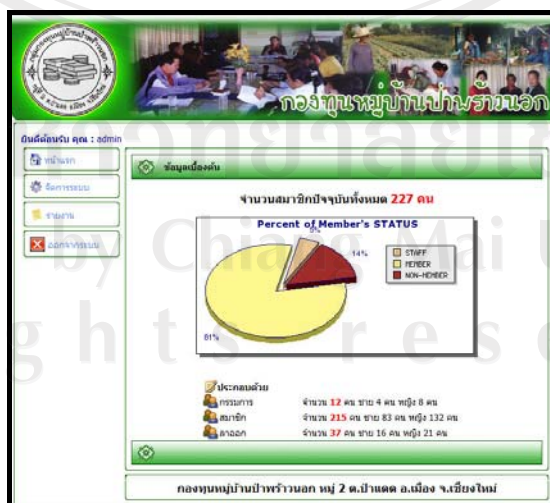 กองทุนหมู่บ้านป่าพร้าวนอก
ยินดีต้อนรับ คุณ : admin
หน้าแรก
จัดการระบบ
รายงาน
ออกจากระบบ
ข้อมูลเบื้องต้น
จำนวนสมาชิกปัจจุบันทั้งหมด 227 คน
Percent of Member's STATUS
14%
81%
STAFF
MEMBER
NON-MEMBER
ประกอบด้วย
กรรมการ จำนวน 12 คน ชาย 4 คน หญิง 8 คน
สมาชิก จำนวน 215 คน ชาย 83 คน หญิง 132 คน
ลาออก จำนวน 37 คน ชาย 16 คน หญิง 21 คน
กองทุนหมู่บ้านป่าพร้าวนอก หมู่ 2 ต.ป่าแดด อ.เมือง จ.เชียงใหม่
by Chiang Mai U
ghts rese